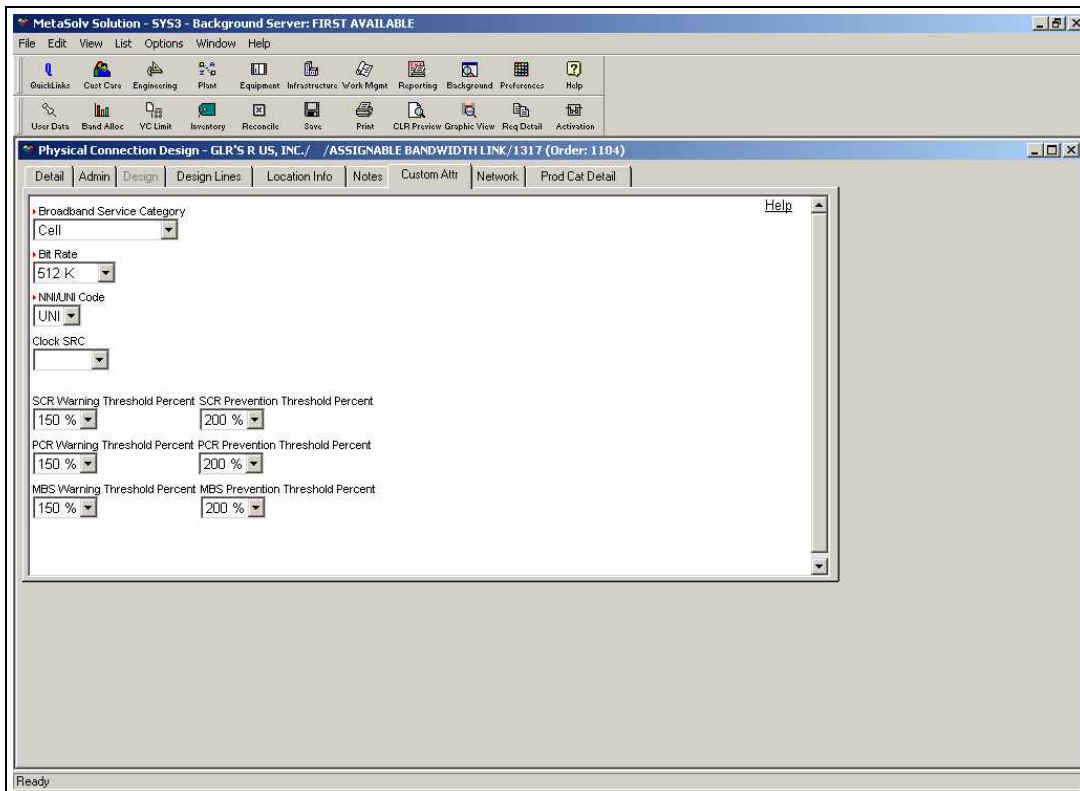 MetaSolv Solution - SYS3 - Background Server: FIRST AVAILABLE
File Edit View List Options Window Help
QuickLinks Cust Care Engineering Plant Equipment Infrastructure Work Mgmt Reporting Background Preferences Help
User Data Band Alloc VC Limit Inventory Reconcile Save Print CLR Preview Graphic View Req Detail Activation
Physical Connection Design - GLR'S R US, INC./ /ASSIGNABLE BANDWIDTH LINK/1317 (Order: 1104)
Detail Admin Design Design Lines Location Info Notes Custom Attr Network Prod Cat Detail
Help
Broadband Service Category
Cell
Bit Rate
512 K
NNI/UNI Code
UNI
Clock SRC
SCR Warning Threshold Percent SCR Prevention Threshold Percent
150 % 200 %
PCR Warning Threshold Percent PCR Prevention Threshold Percent
150 % 200 %
MBS Warning Threshold Percent MBS Prevention Threshold Percent
150 % 200 %
Ready